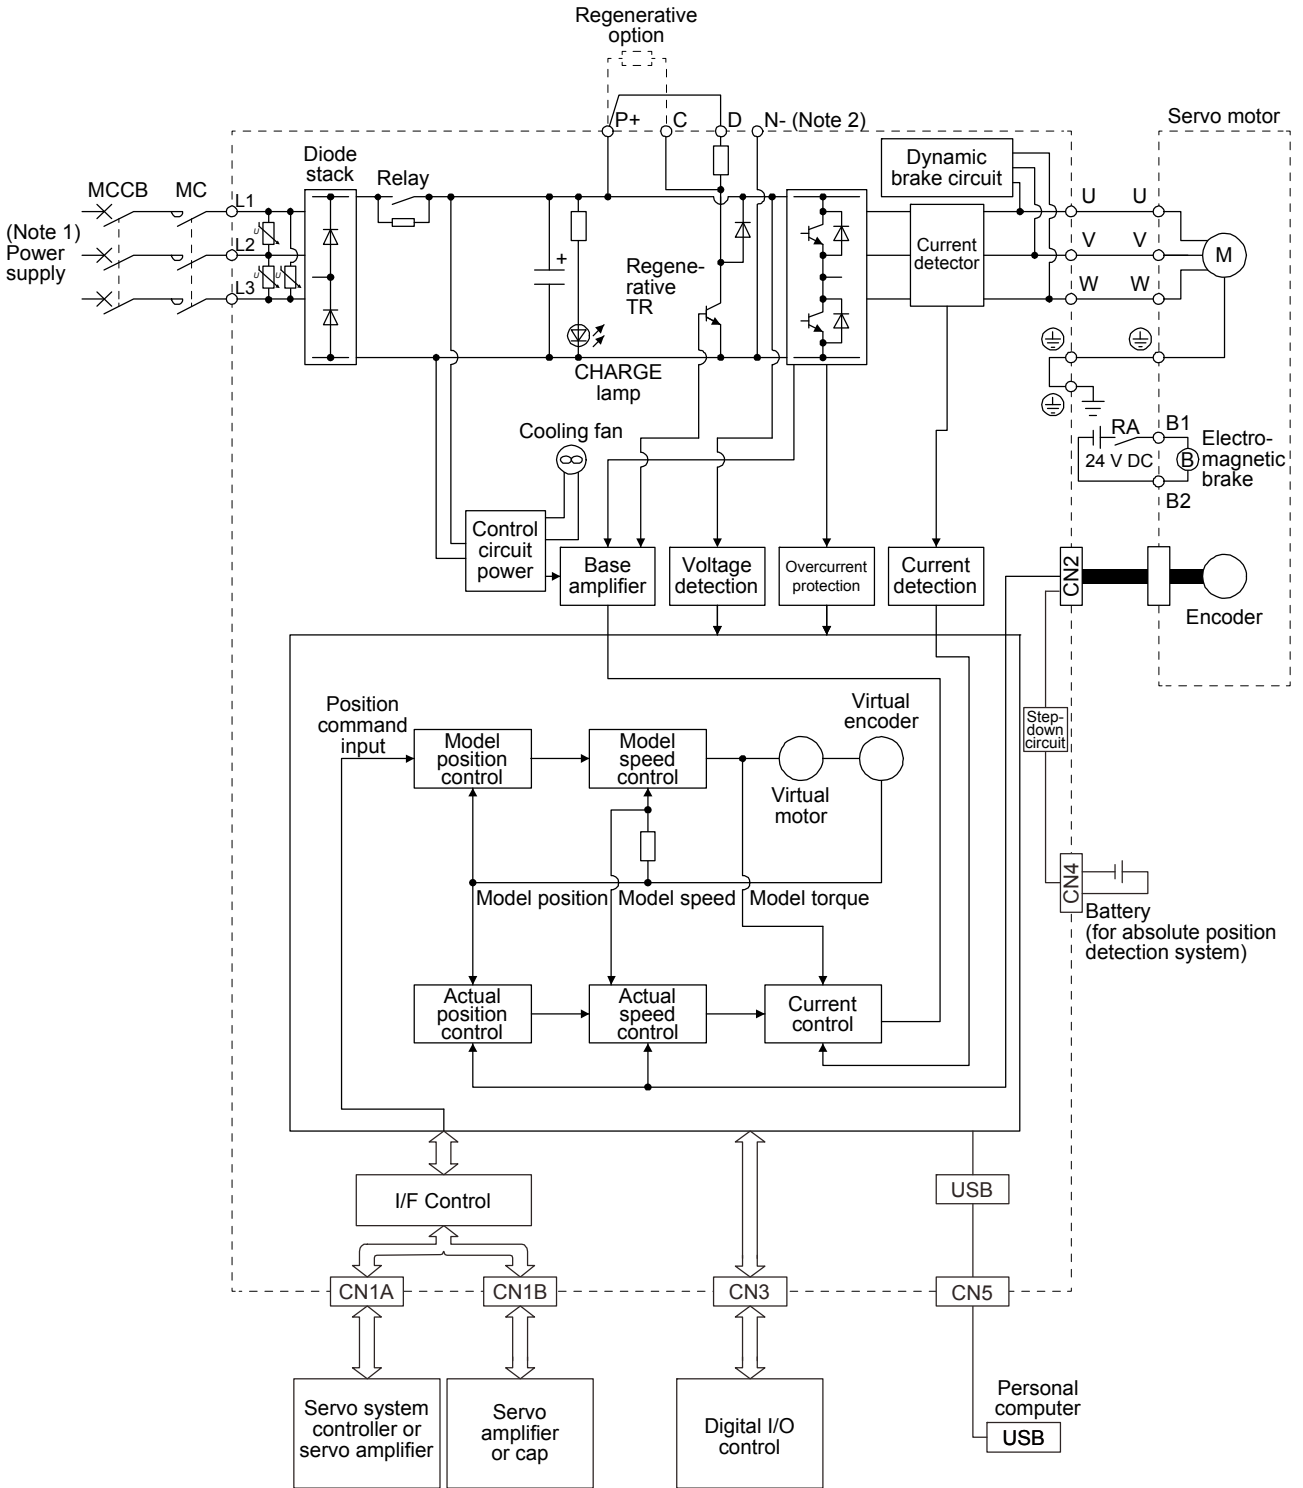 Regenerative
option
P+
C
D
N- (Note 2)
Servo motor
Diode
stack
Relay
Dynamic
brake circuit
MCCB
MC
L1
L2
L3
(Note 1)
Power
supply
U
U
U
+
Regene-
rative
TR
Current
detector
U
U
V
V
W
W
M
CHARGE
lamp
Cooling fan
RA
24 V DC
B1
B
B2
Electro-
magnetic
brake
Control
circuit
power
Base
amplifier
Voltage
detection
Overcurrent
protection
Current
detection
CN2
Encoder
Position
command
input
Model
position
control
Model
speed
control
Virtual
encoder
Virtual
motor
Step-
down
circuit
Model position
Model speed
Model torque
CN4
Battery
(for absolute position
detection system)
Actual
position
control
Actual
speed
control
Current
control
I/F Control
USB
CN1A
CN1B
CN3
CN5
Servo system
controller or
servo amplifier
Servo
amplifier
or cap
Digital I/O
control
Personal
computer
USB